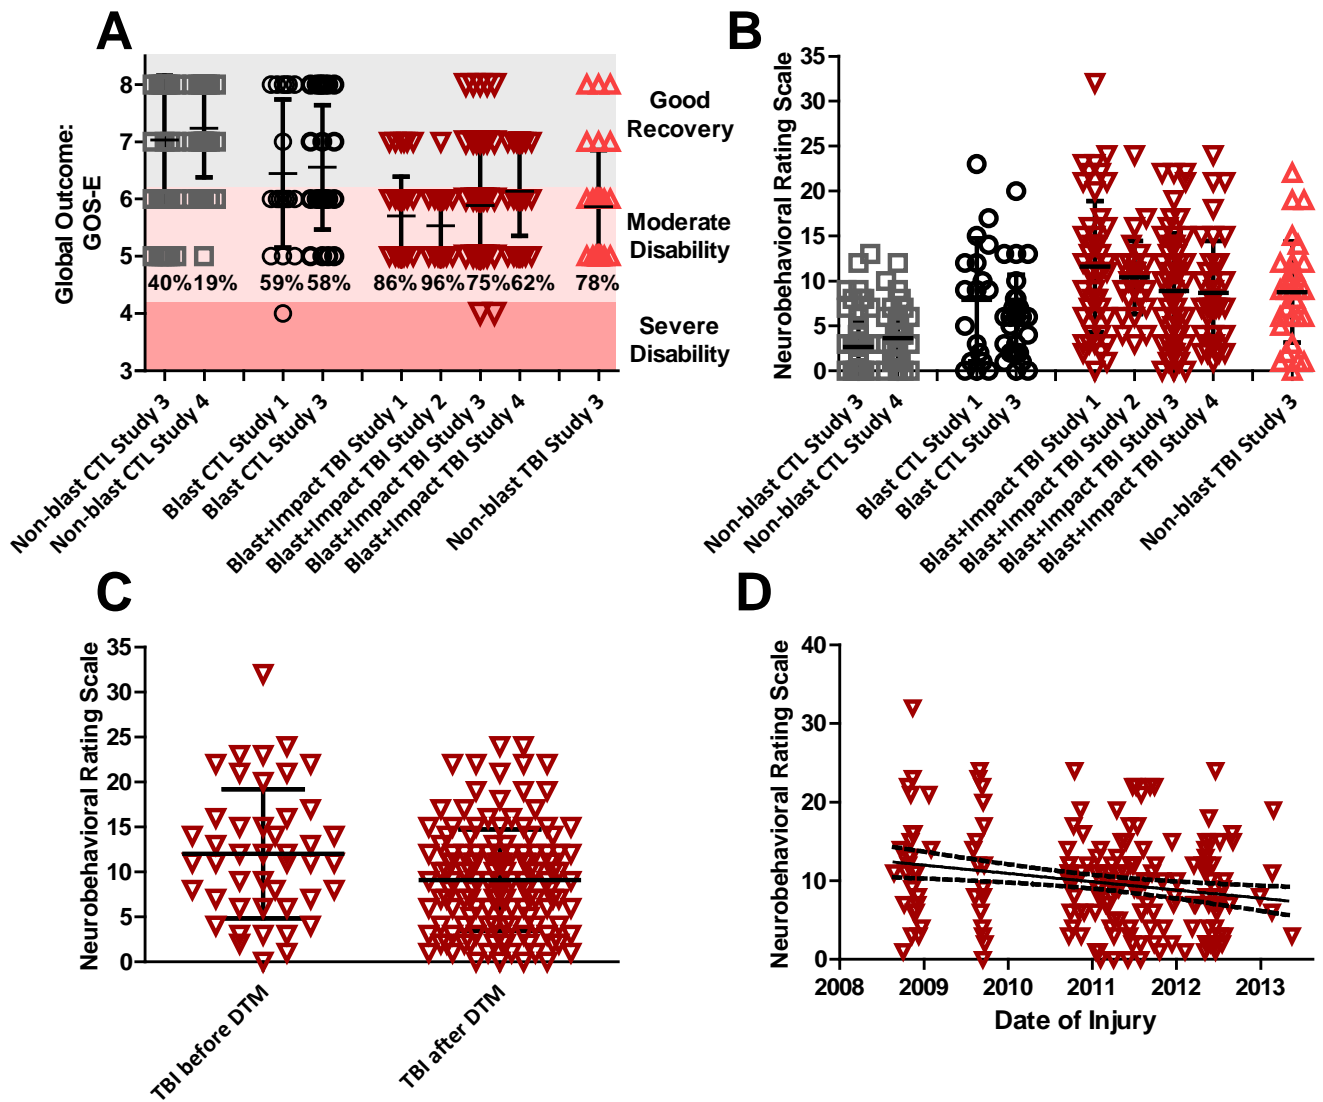 A
Global Outcome:
GOS-E
8
7
6
5
4
3
40%
19%
59%
58%
86%
96%
75%
62%
78%
Good
Recovery
Moderate
Disability
Severe
Disability
Non-blast CTL Study 3
Non-blast CTL Study 4
Blast CTL Study 1
Blast CTL Study 3
Blast+Impact TBI Study 1
Blast+Impact TBI Study 2
Blast+Impact TBI Study 3
Blast+Impact TBI Study 4
Non-blast TBI Study 3
B
Neurobehavioral Rating Scale
35
30
25
20
15
10
5
0
Non-blast CTL Study 3
Non-blast CTL Study 4
Blast CTL Study 1
Blast CTL Study 3
Blast+Impact TBI Study 1
Blast+Impact TBI Study 2
Blast+Impact TBI Study 3
Blast+Impact TBI Study 4
Non-blast TBI Study 3
C
Neurobehavioral Rating Scale
35
30
25
20
15
10
5
0
TBI before DTM
TBI after DTM
D
Neurobehavioral Rating Scale
40
30
20
10
0
2008
2009
2010
2011
2012
2013
Date of Injury